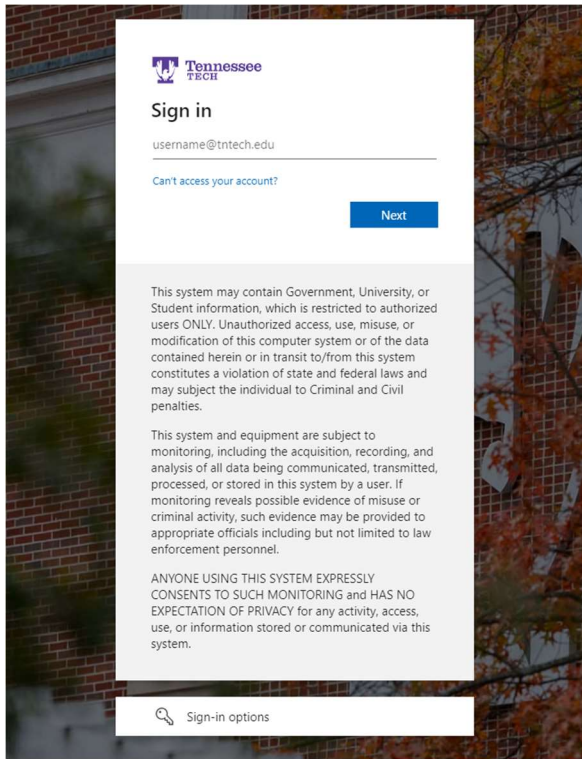 Tennessee
TECH
Sign in
username@tntech.edu
Can't access your account?
Next
This system may contain Government, University, or
Student information, which is restricted to authorized
users ONLY. Unauthorized access, use, misuse, or
modification of this computer system or of the data
contained herein or in transit to/from this system
constitutes a violation of state and federal laws and
may subject the individual to Criminal and Civil
penalties.
This system and equipment are subject to
monitoring, including the acquisition, recording, and
analysis of all data being communicated, transmitted,
processed, or stored in this system by a user. If
monitoring reveals possible evidence of misuse or
criminal activity, such evidence may be provided to
appropriate officials including but not limited to law
enforcement personnel.
ANYONE USING THIS SYSTEM EXPRESSLY
CONSENTS TO SUCH MONITORING and HAS NO
EXPECTATION OF PRIVACY for any activity, access,
use, or information stored or communicated via this
system.
Sign-in options